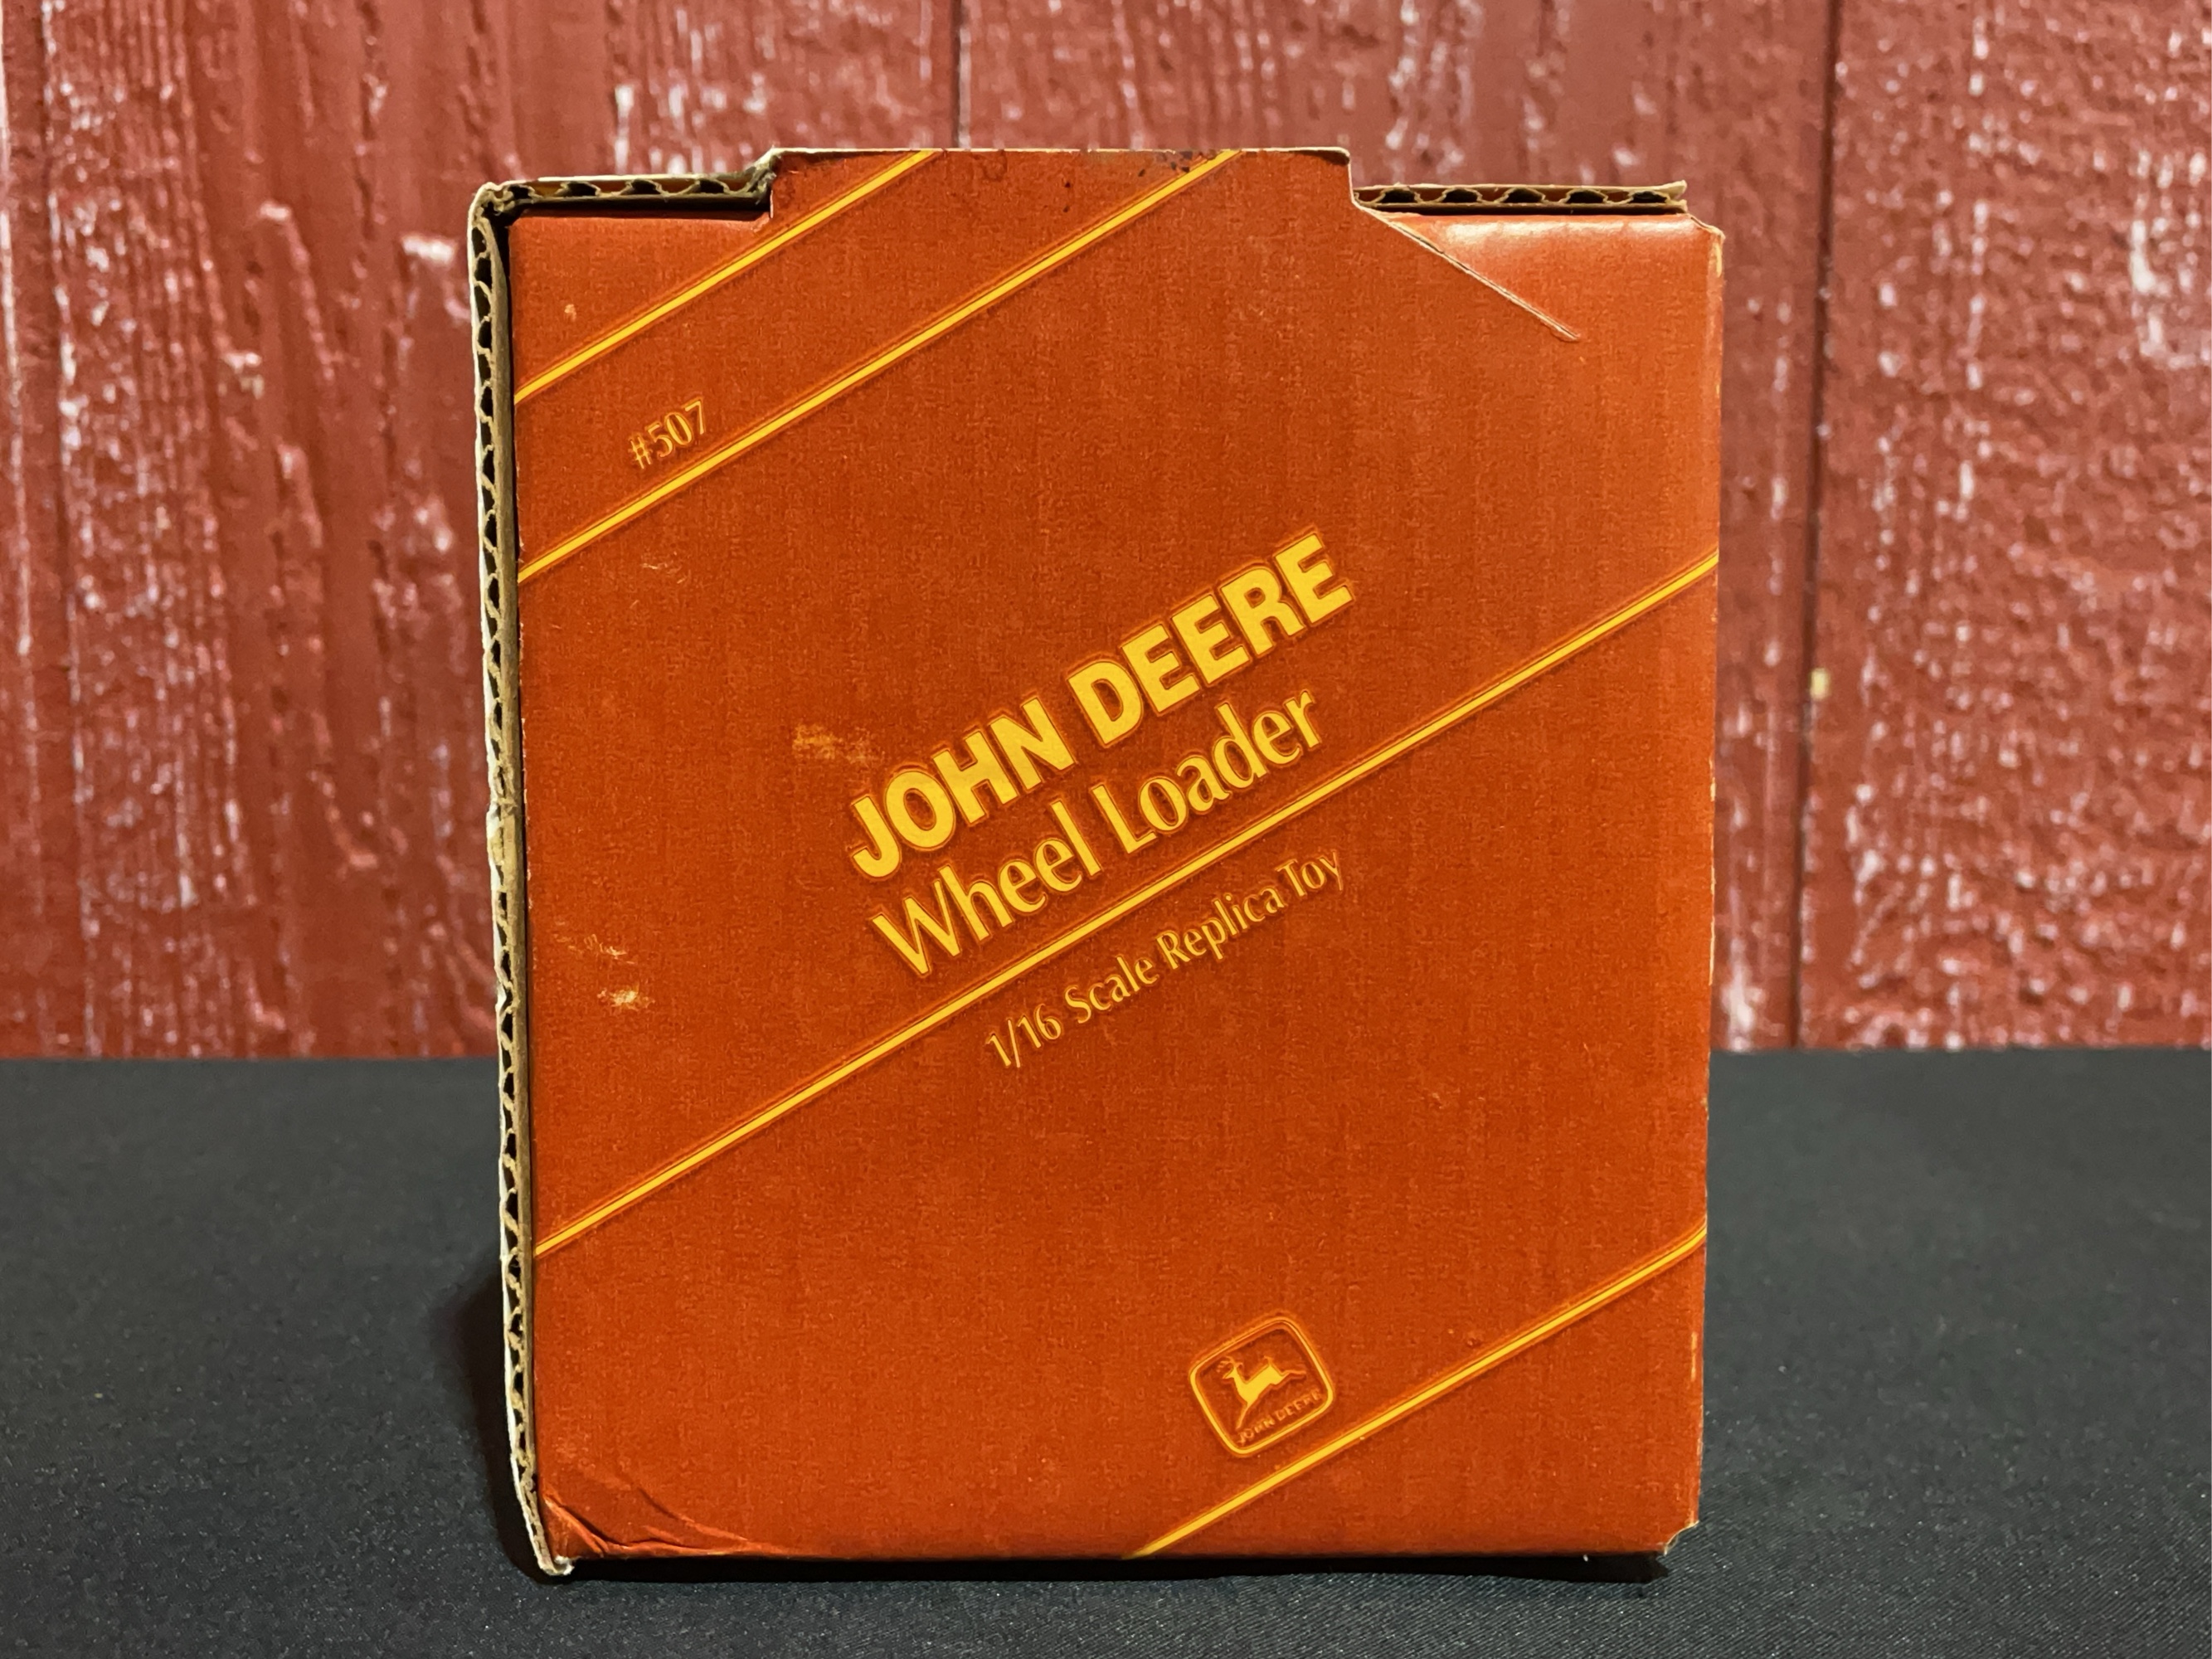 #507
JOHN DEERE
Wheel Loader
1/16 Scale Replica Toy
JOHN DEERE